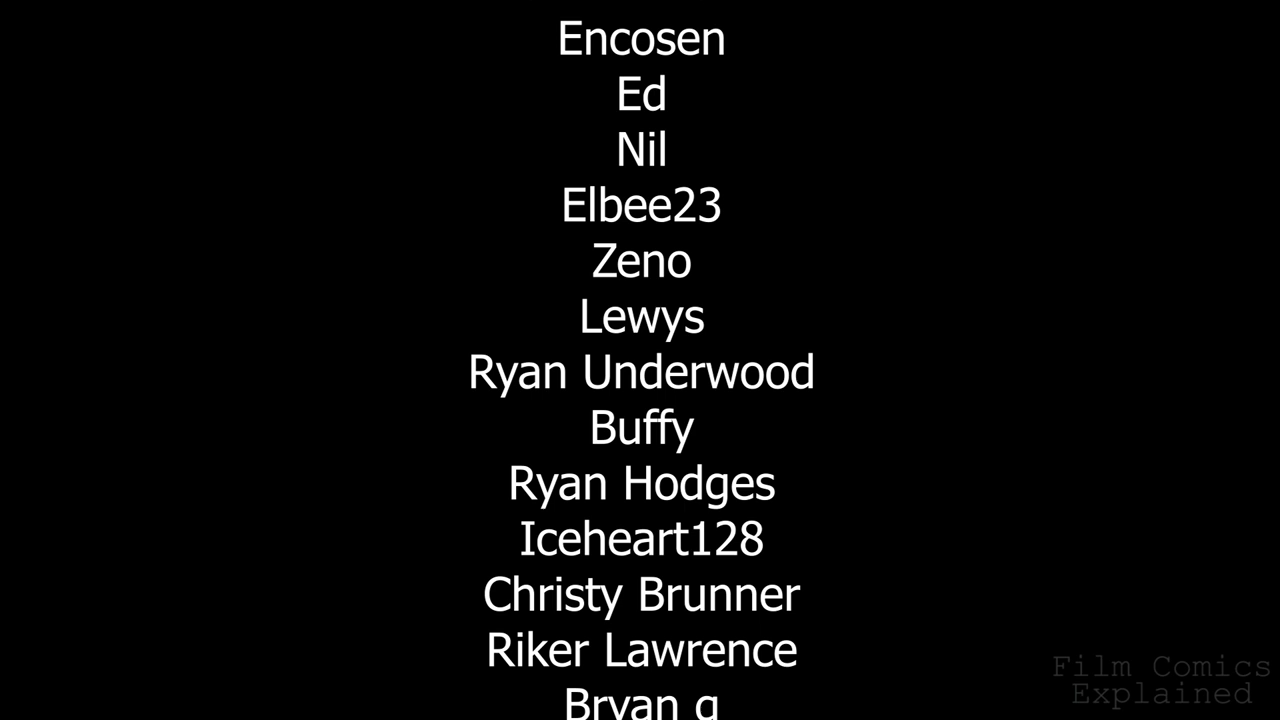 Encosen
Ed
Nil
Elbee23
Zeno
Lewys
Ryan Underwood
Buffy
Ryan Hodges
Iceheart128
Christy Brunner
Riker Lawrence
Bryan g
Film Comics
Explained